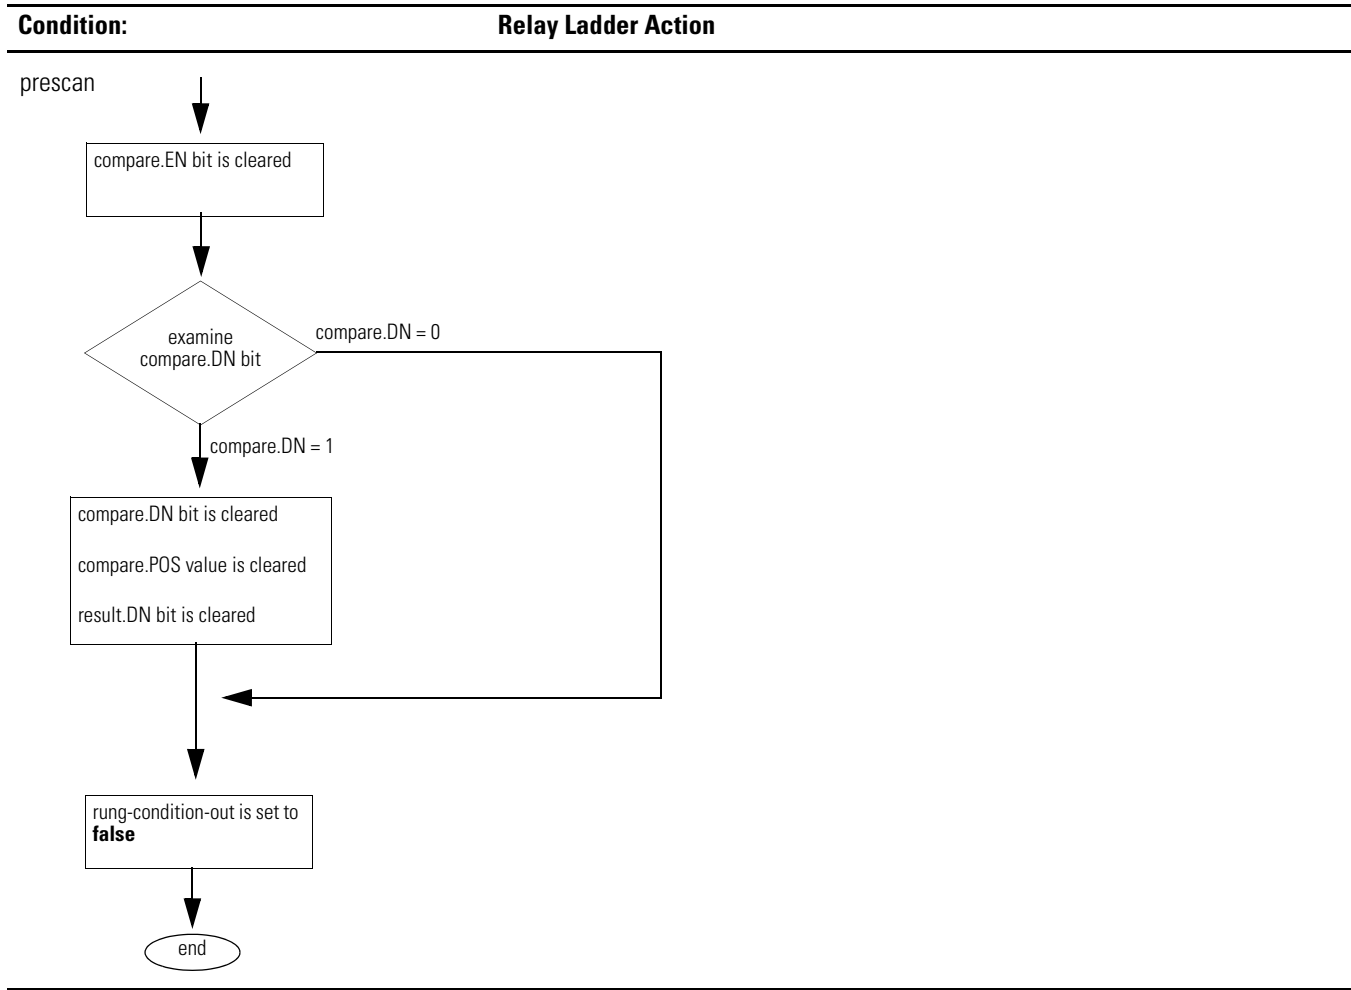 Condition: Relay Ladder Action
prescan
compare.EN bit is cleared
examine
compare.DN bit
compare.DN = 0
compare.DN = 1
compare.DN bit is cleared
compare.POS value is cleared
result.DN bit is cleared
rung-condition-out is set to
false
end